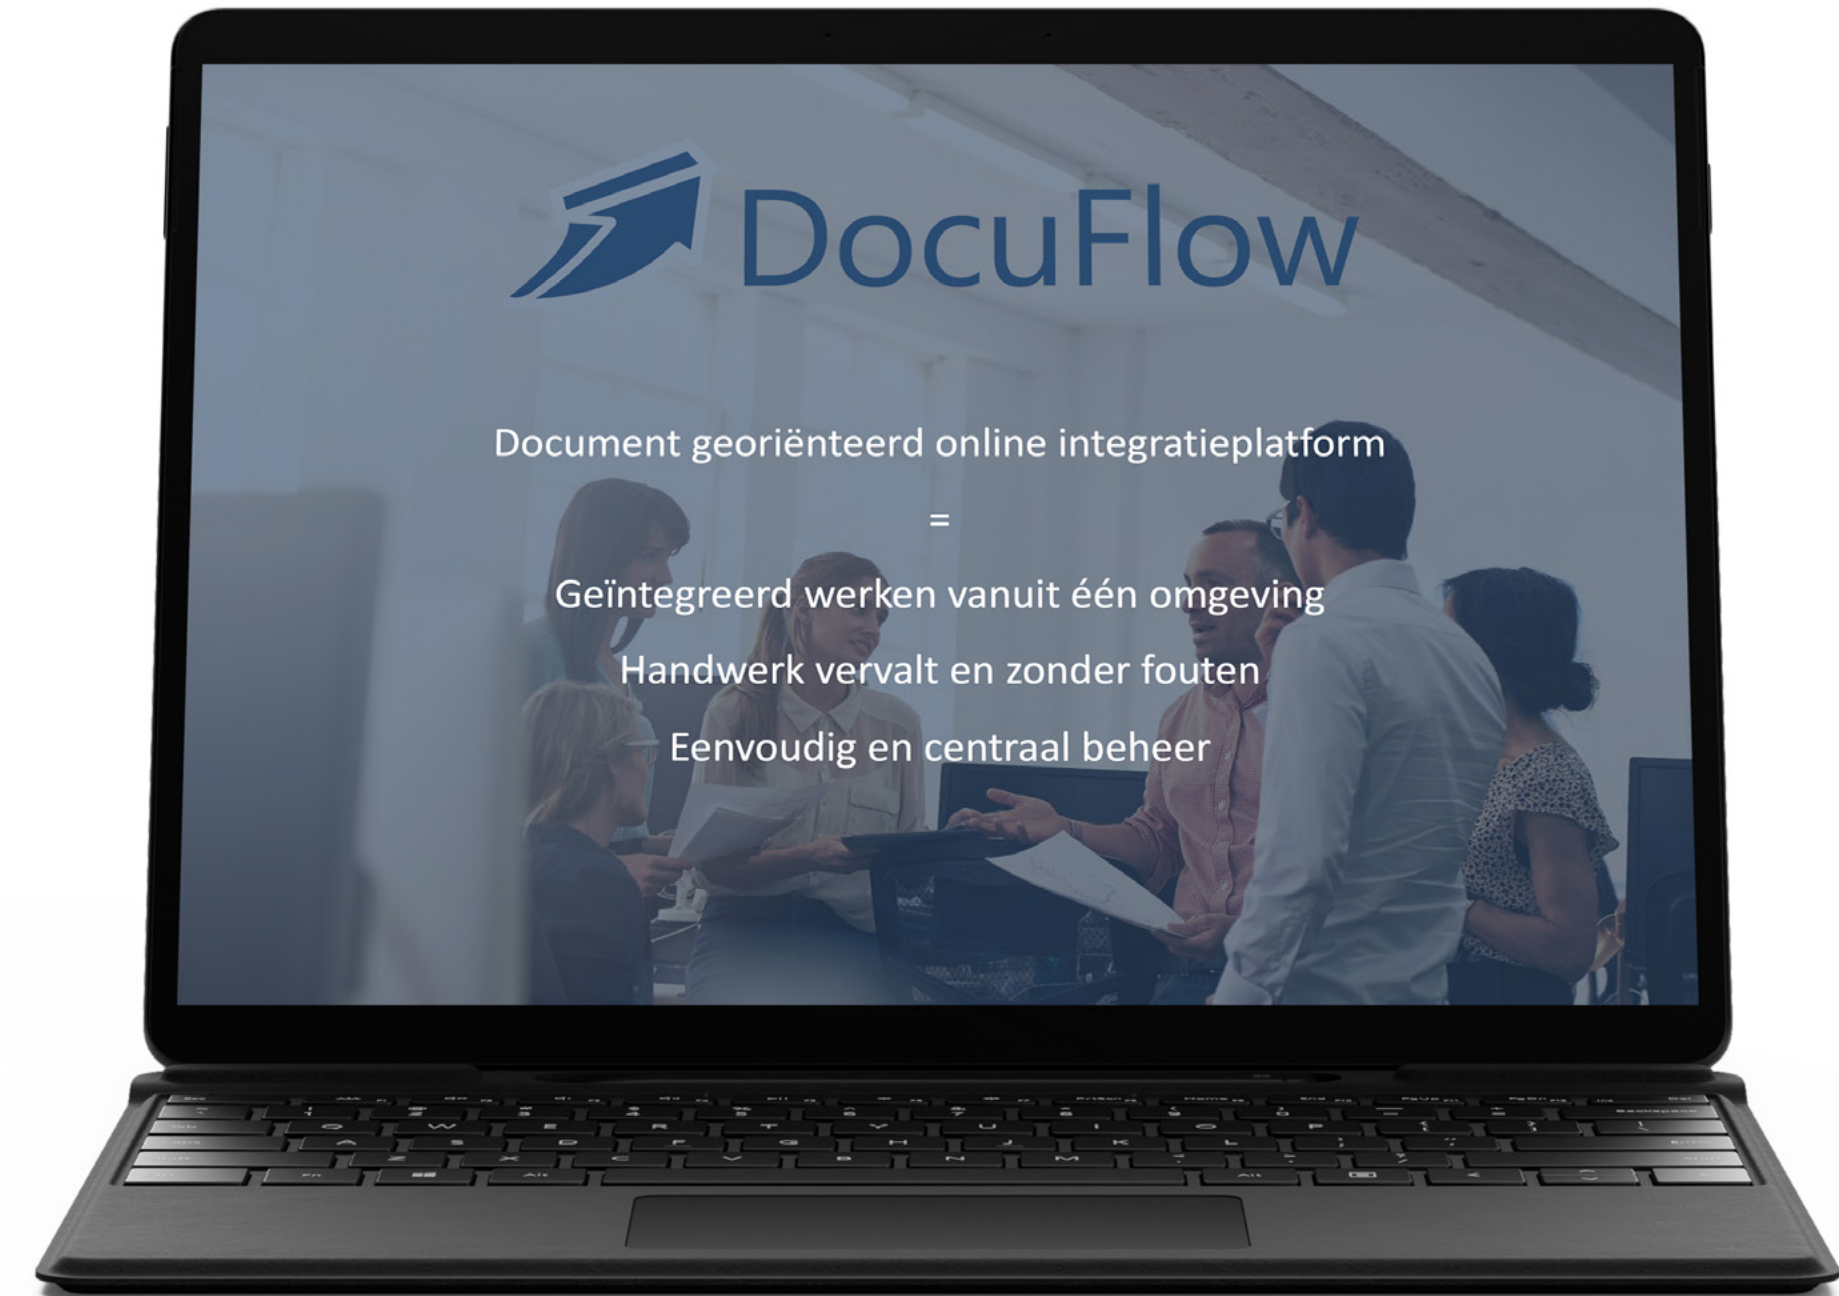 DocuFlow
Document georiënteerd online integratieplatform
=
Geïntegreerd werken vanuit één omgeving
Handwerk vervalt en zonder fouten
Eenvoudig en centraal beheer